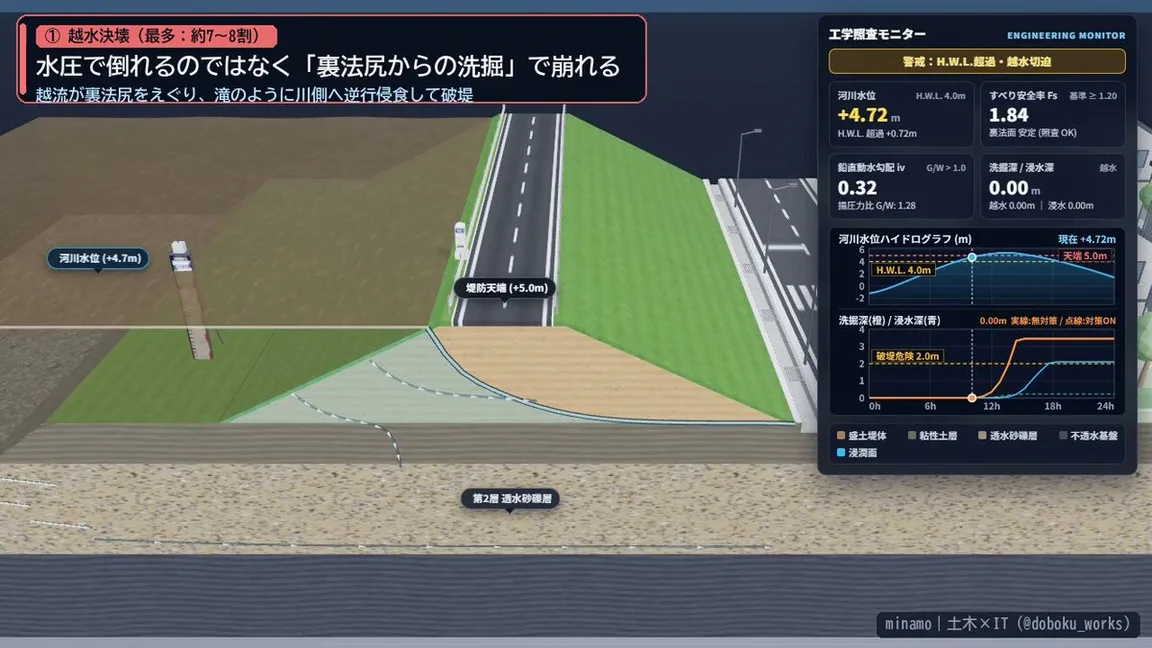 ① 越水決壊（最多：約7〜8割）
水圧で倒れるのではなく「裏法尻からの洗掘」で崩れる
越流が裏法尻をえぐり、滝のように川側へ逆行侵食して破堤
河川水位 (+4.7m)
堤防天端 (+5.0m)
第2層 透水砂礫層
工学照査モニター ENGINEERING MONITOR
警戒：H.W.L.超過・越水切迫
河川水位 H.W.L. 4.0m
+4.72 m
H.W.L. 超過 +0.72m
すべり安全率 Fs 基準 ≥ 1.20
1.84
裏法面 安定 (照査 OK)
鉛直動水勾配 iv G/W > 1.0
0.32
揚圧力比 G/W: 1.28
洗掘深 / 浸水深 越水
0.00 m
越水 0.00m ｜ 浸水 0.00m
河川水位ハイドログラフ (m) 現在 +4.72m
6
4
2
0
-2
天端 5.0m
H.W.L. 4.0m
洗掘深(橙) / 浸水深(青) 0.00m 実線:無対策 / 点線:対策ON
4
3
2
1
0
破堤危険 2.0m
0h 6h 12h 18h 24h
盛土堤体 粘性土層 透水砂礫層 不透水基盤
浸潤面
minamo｜土木×IT（@doboku_works）